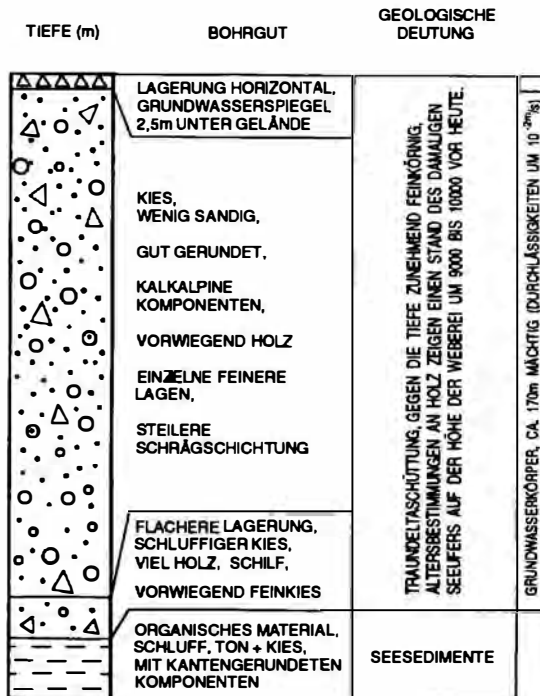 TIEFE (m)
BOHRGUT
GEOLOGISCHE
DEUTUNG
LAGERUNG HORIZONTAL,
GRUNDWASSERSPIEGEL
2,5m UNTER GELÄNDE
KIES,
WENIG SANDIG,
GUT GERUNDET,
KALKALPINE
KOMPONENTEN,
VORWIEGEND HOLZ
EINZELNE FEINERE
LAGEN,
STEILERE
SCHRÄGSCHICHTUNG
FLACHERE LAGERUNG,
SCHLUFFIGER KIES,
VIEL HOLZ, SCHILF,
VORWIEGEND FEINKIES
ORGANISCHES MATERIAL,
SCHLUFF, TON + KIES,
MIT KANTENGERUNDETEN
KOMPONENTEN
TRAUNDELTASCHÜTTUNG, GEGEN DIE TIEFE ZUNEHMEND FEINKÖRNIG,
ALTERSBESTIMMUNGEN AN HOLZ ZEIGEN EINEN STAND DES DAMALIGEN
SEEUFERS AUF DER HÖHE DER WEBEREI UM 9000 BIS 10000 VOR HEUTE.
SEESEDIMENTE
GRUNDWASSERKÖRPER, CA. 170m MÄCHTIG (DURCHLÄSSIGKEITEN UM 10⁻²m/s)